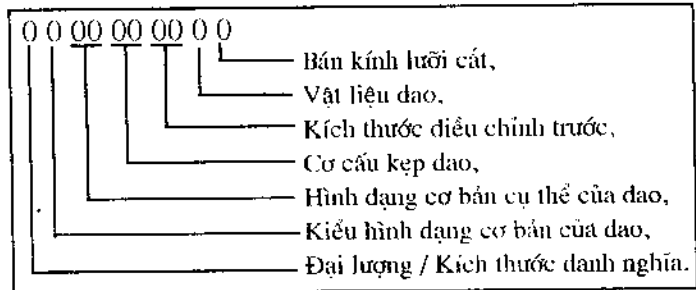 0 0 00 00 00 0 0
Bán kính lưỡi cắt,
Vật liệu dao,
Kích thước điều chỉnh trước,
Cơ cấu kẹp dao,
Hình dạng cơ bản cụ thể của dao,
Kiểu hình dạng cơ bản của dao,
Đại lượng / Kích thước danh nghĩa.